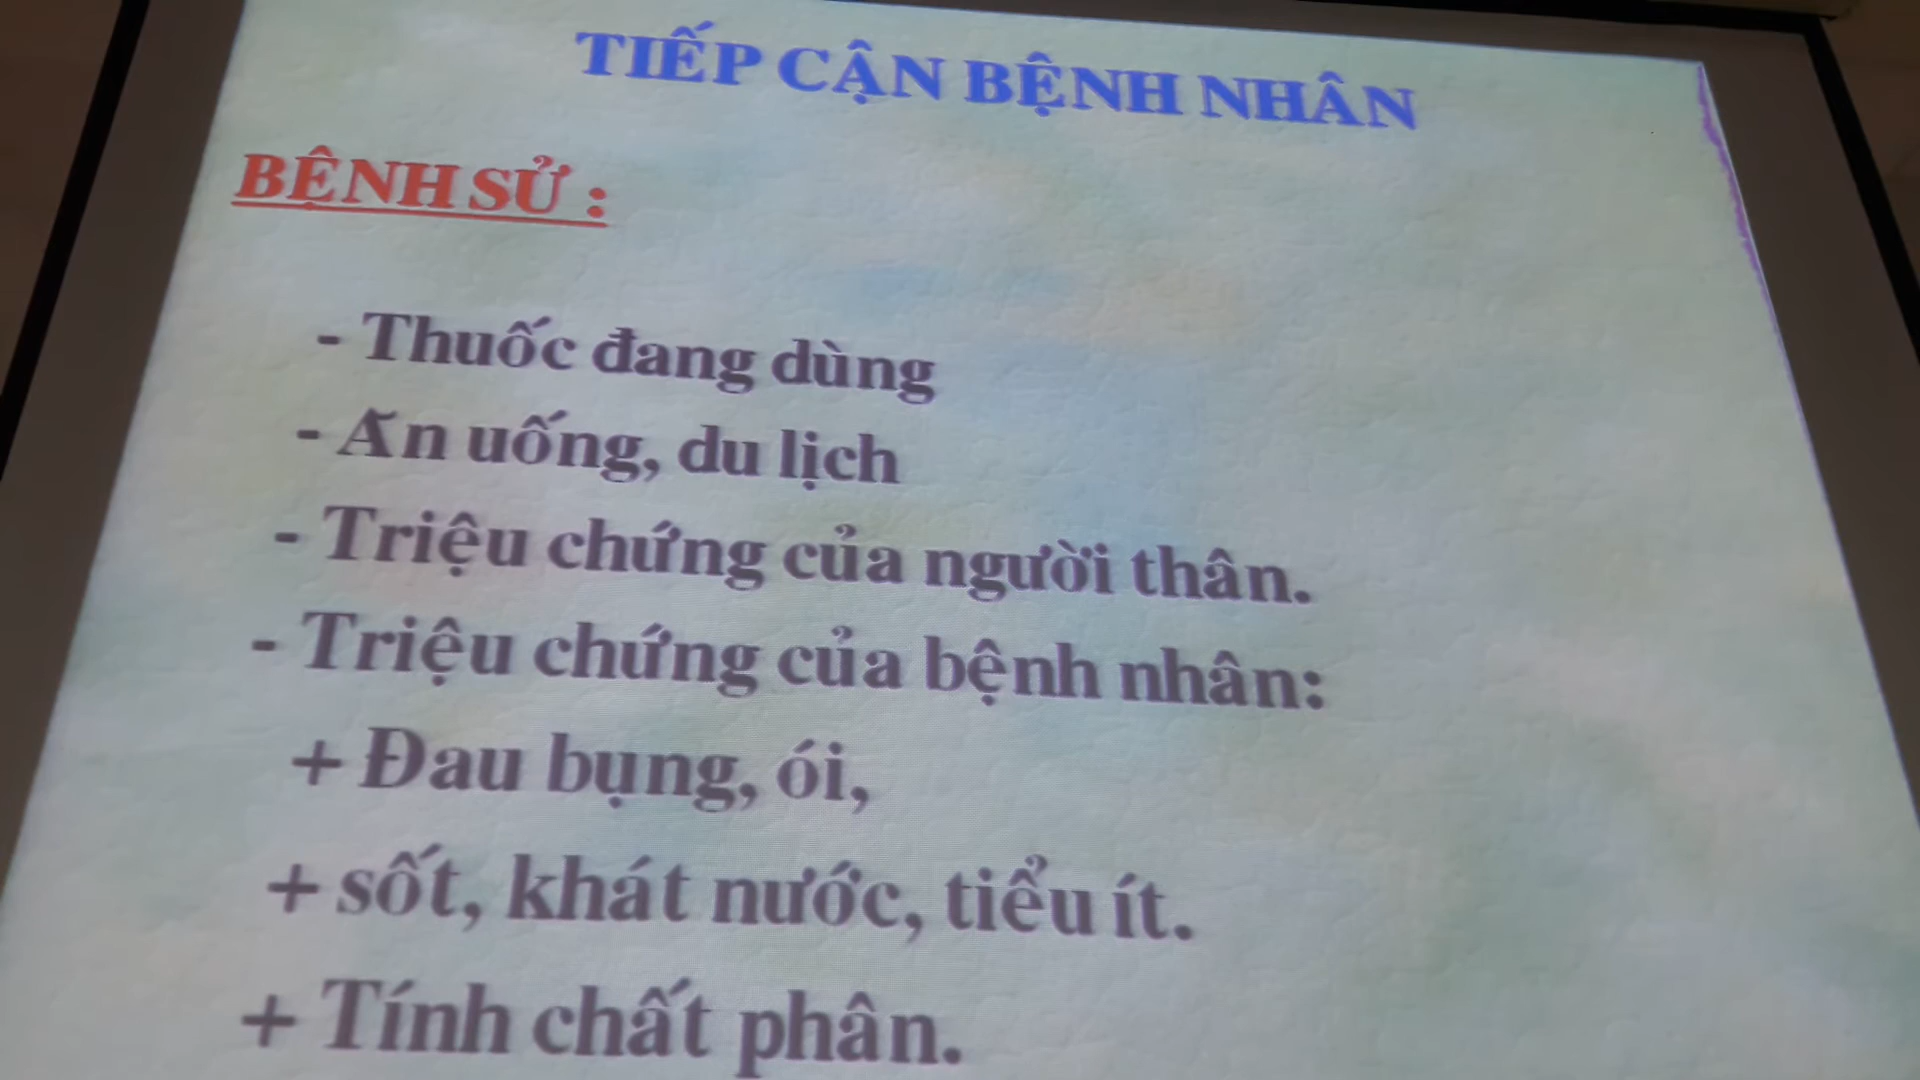 TIẾP CẬN BỆNH NHÂN
BỆNH SỬ :
- Thuốc đang dùng
- Ăn uống, du lịch
- Triệu chứng của người thân.
- Triệu chứng của bệnh nhân:
+ Đau bụng, ói,
+ sốt, khát nước, tiểu ít.
+ Tính chất phân.